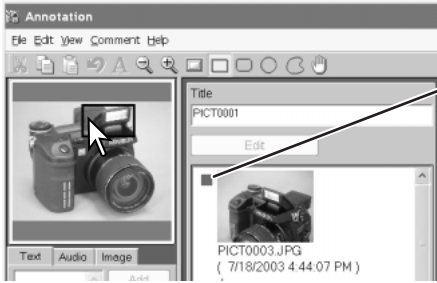 Annotation
File Edit View Comment Help
A
Title
PICT0001
Edit
Text Audio Image
Add
PICT0003.JPG
( 7/18/2003 4:44:07 PM )